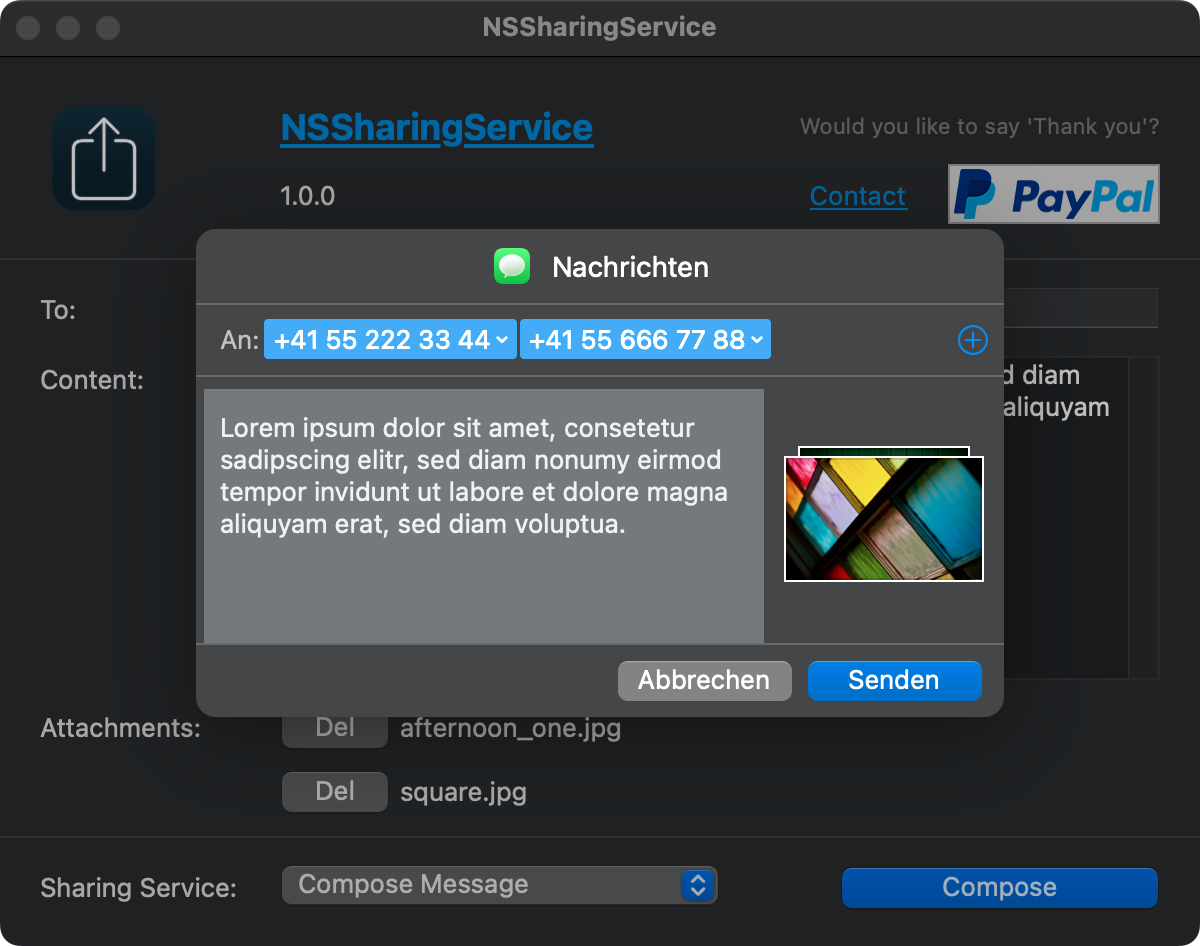 NSSharingService
NSSharingService
Would you like to say 'Thank you'?
1.0.0
Contact
PayPal
Nachrichten
To:
An: +41 55 222 33 44 +41 55 666 77 88
Content:
d diam
aliquyam
Lorem ipsum dolor sit amet, consetetur
sadipscing elitr, sed diam nonumy eirmod
tempor invidunt ut labore et dolore magna
aliquyam erat, sed diam voluptua.
Abbrechen Senden
Attachments: Del afternoon_one.jpg
Del square.jpg
Sharing Service: Compose Message Compose